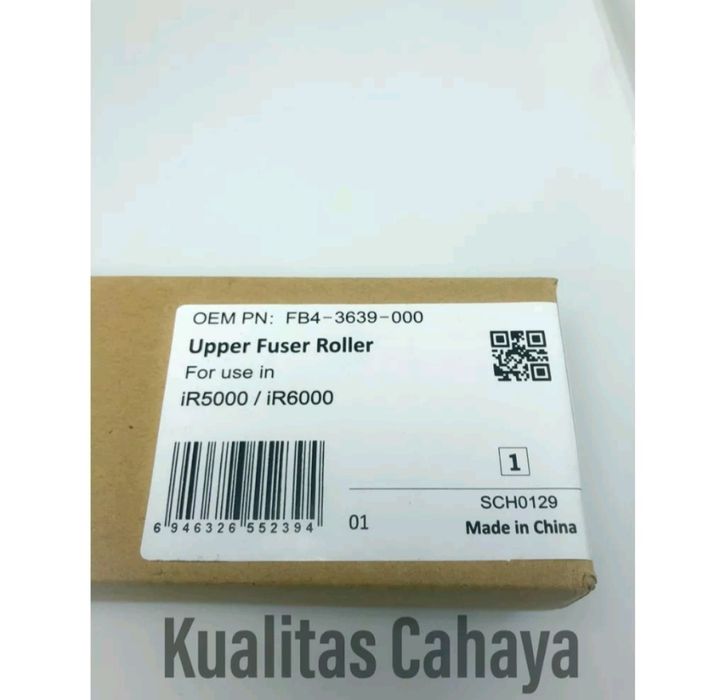 OEM PN: FB4-3639-000
Upper Fuser Roller
For use in
iR5000 / iR6000
1
6 946326 552394
01
SCH0129
Made in China
Kualitas Cahaya